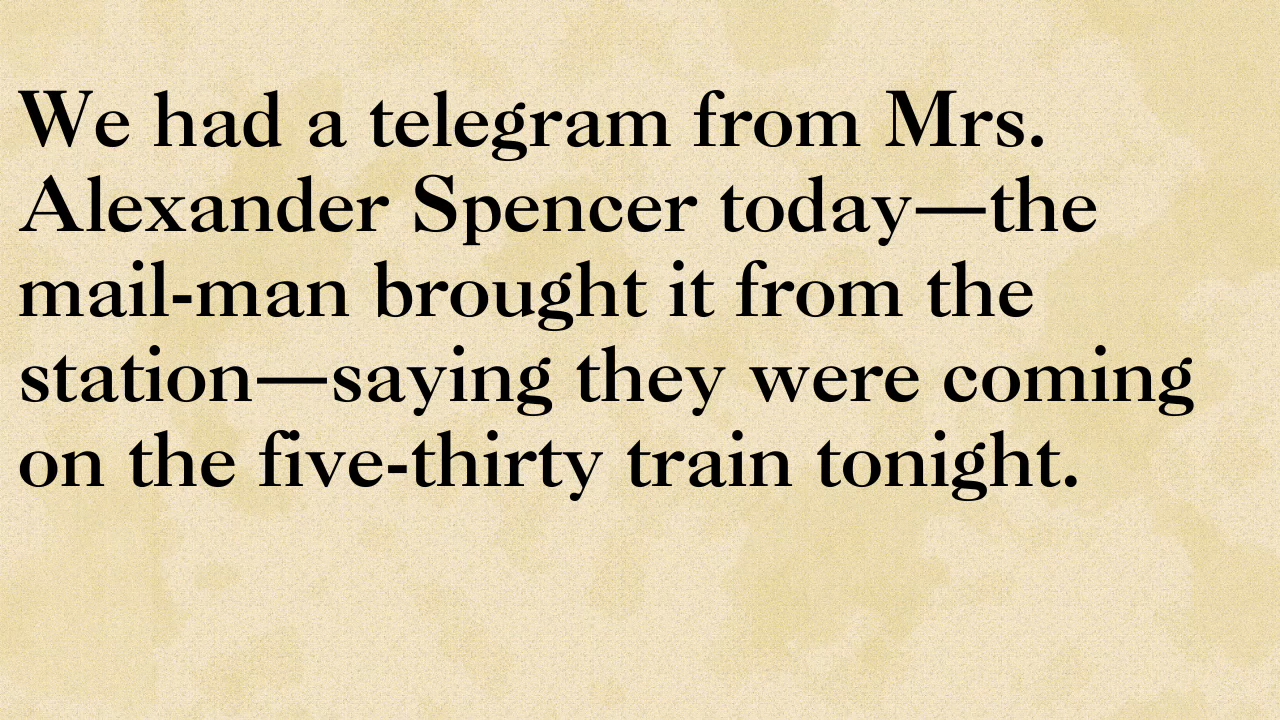 We had a telegram from Mrs.
Alexander Spencer today—the
mail-man brought it from the
station—saying they were coming
on the five-thirty train tonight.